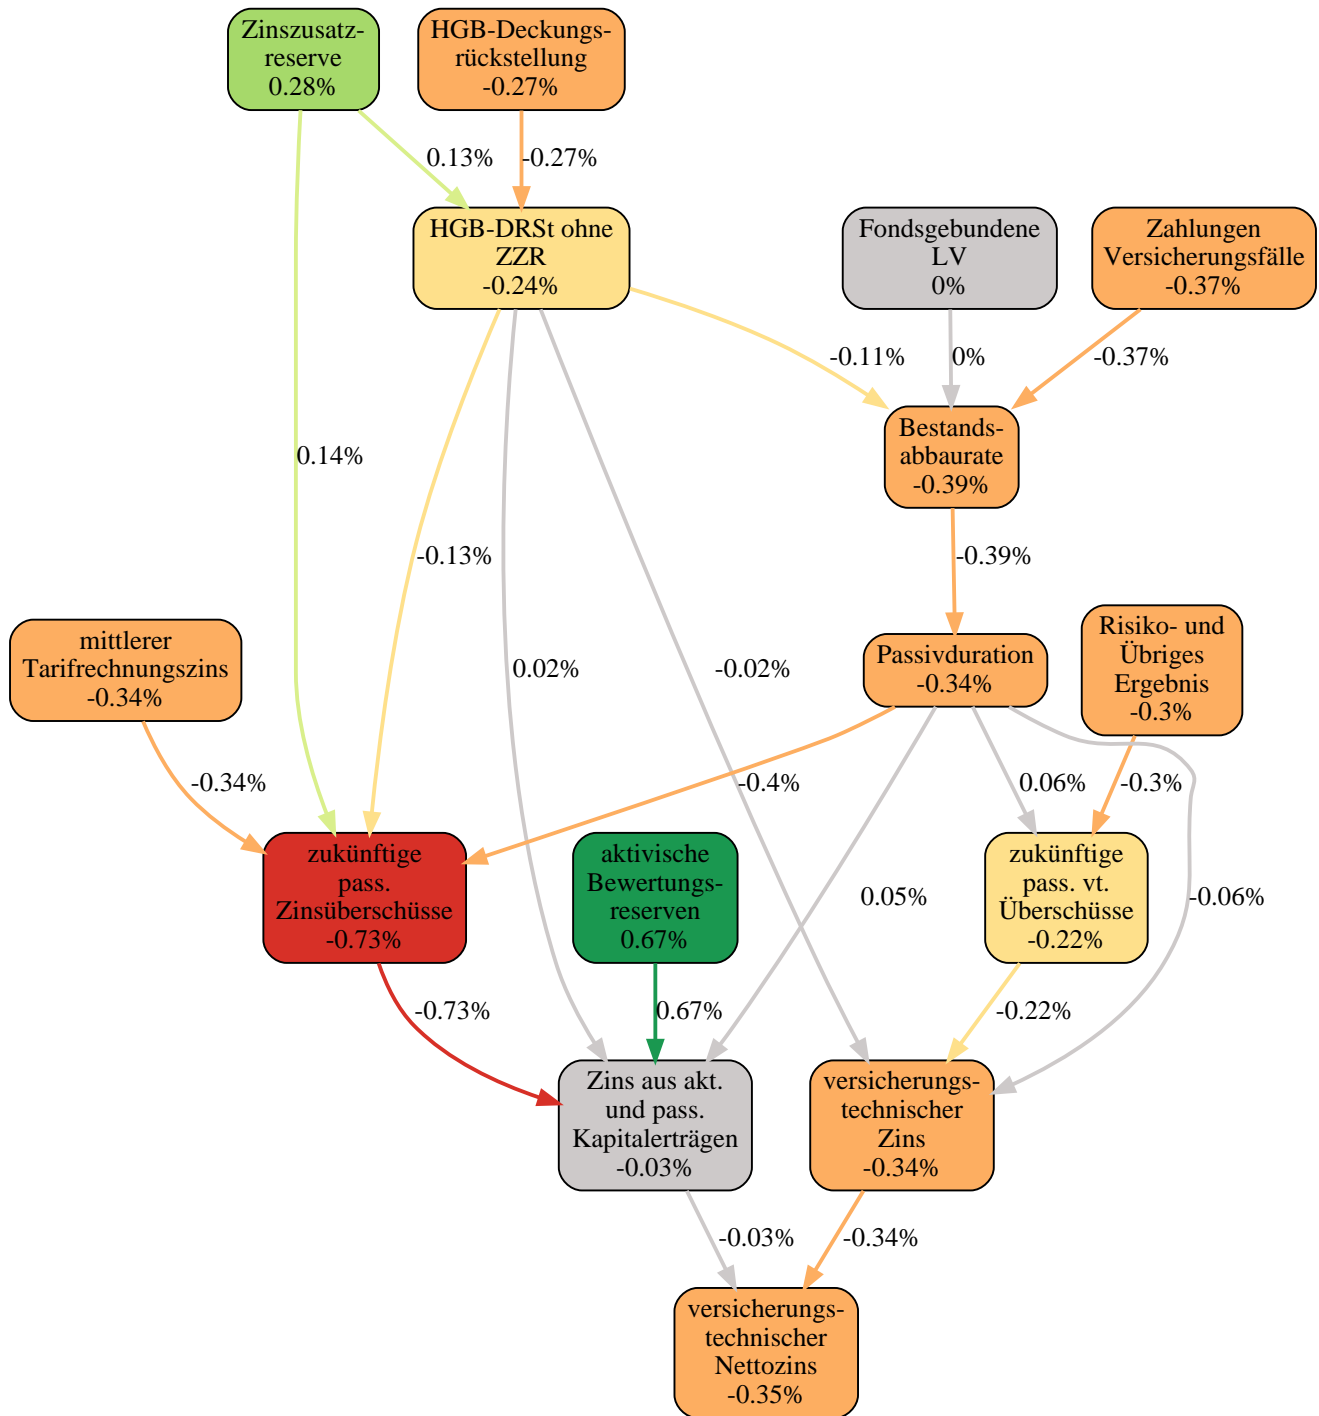 Zinszusatz-
reserve
0.28%
HGB-Deckungs-
rückstellung
-0.27%
0.13%
-0.27%
HGB-DRSt ohne
ZZR
-0.24%
Fondsgebundene
LV
0%
Zahlungen
Versicherungsfälle
-0.37%
-0.11%
0%
-0.37%
Bestands-
abbaurate
-0.39%
0.14%
-0.13%
-0.39%
mittlerer
Tarifrechnungszins
-0.34%
0.02%
-0.02%
Passivduration
-0.34%
Risiko- und
Übriges
Ergebnis
-0.3%
-0.34%
-0.4%
0.06%
-0.3%
zukünftige
pass.
Zinsüberschüsse
-0.73%
aktivische
Bewertungs-
reserven
0.67%
0.05%
zukünftige
pass. vt.
Überschüsse
-0.22%
-0.06%
-0.73%
0.67%
-0.22%
Zins aus akt.
und pass.
Kapitalerträgen
-0.03%
versicherungs-
technischer
Zins
-0.34%
-0.03%
-0.34%
versicherungs-
technischer
Nettozins
-0.35%